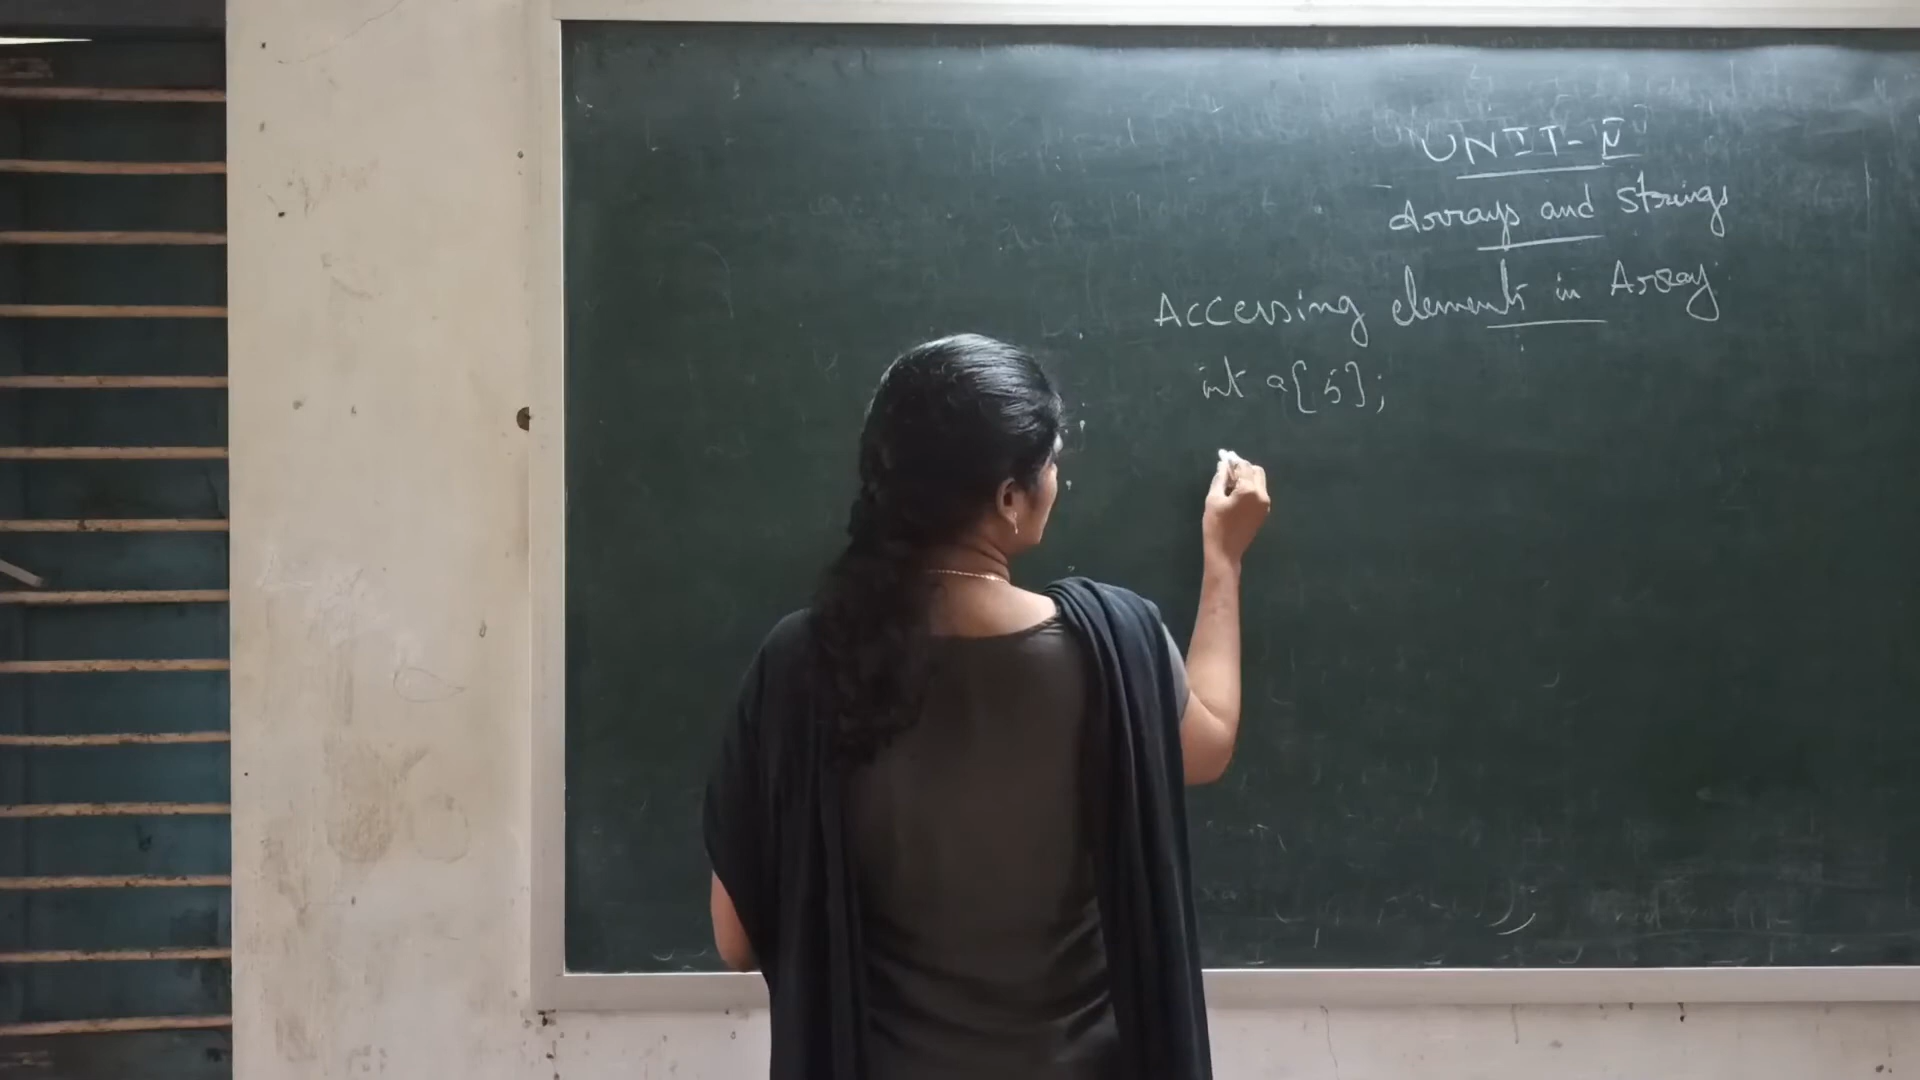 UNIT-IV
Arrays and Strings
Accessing elements in Array
int a[5];